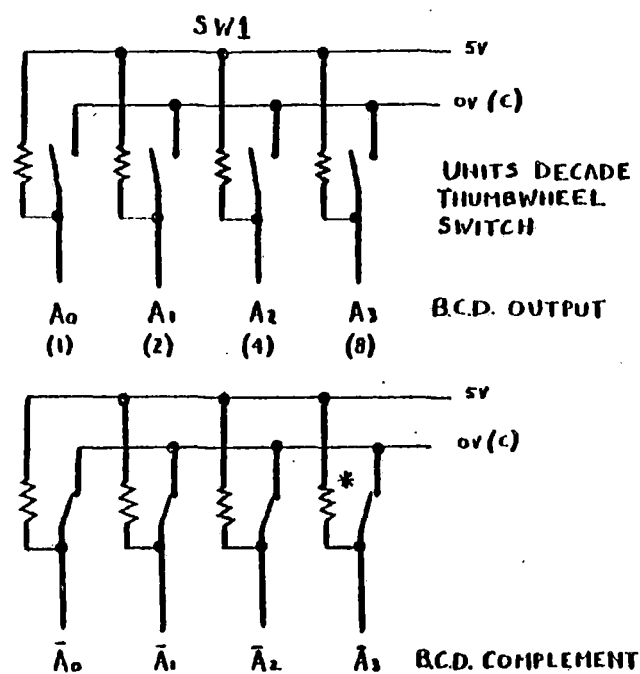 SW1
5V
0V (C)
UNITS DECADE
THUMBWHEEL
SWITCH
A0 A1 A2 A3 B.C.D. OUTPUT
(1) (2) (4) (8)
5V
0V (C)
*
Ā0 Ā1 Ā2 Ā3 B.C.D. COMPLEMENT